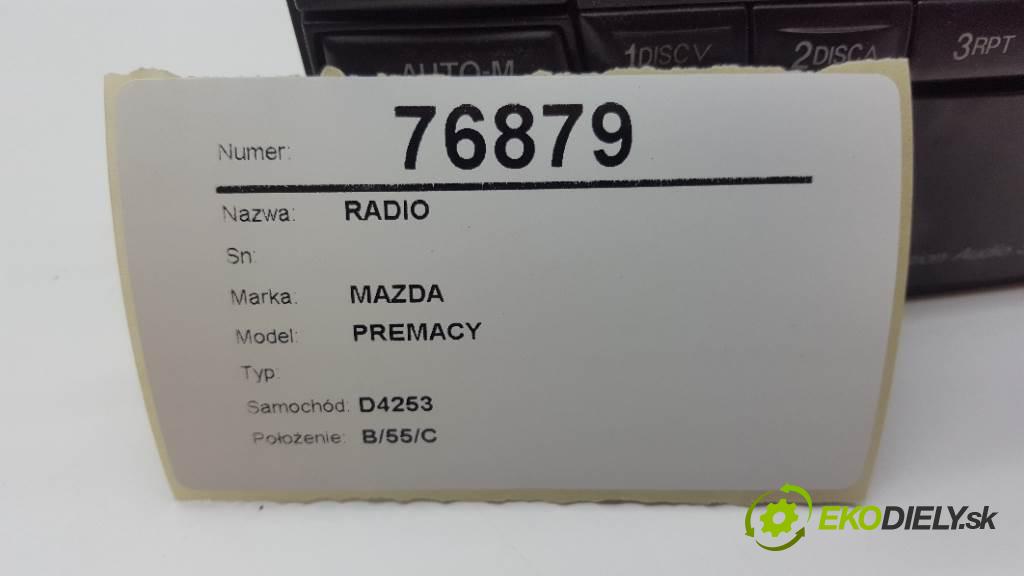 1DISC 2DISC 3RPT
AUTO-M
Numer: 76879
Nazwa: RADIO
Sn:
Marka: MAZDA
Model: PREMACY
Typ:
Samochód: D4253
Położenie: B/55/C
Audio
EKODIELY.sk